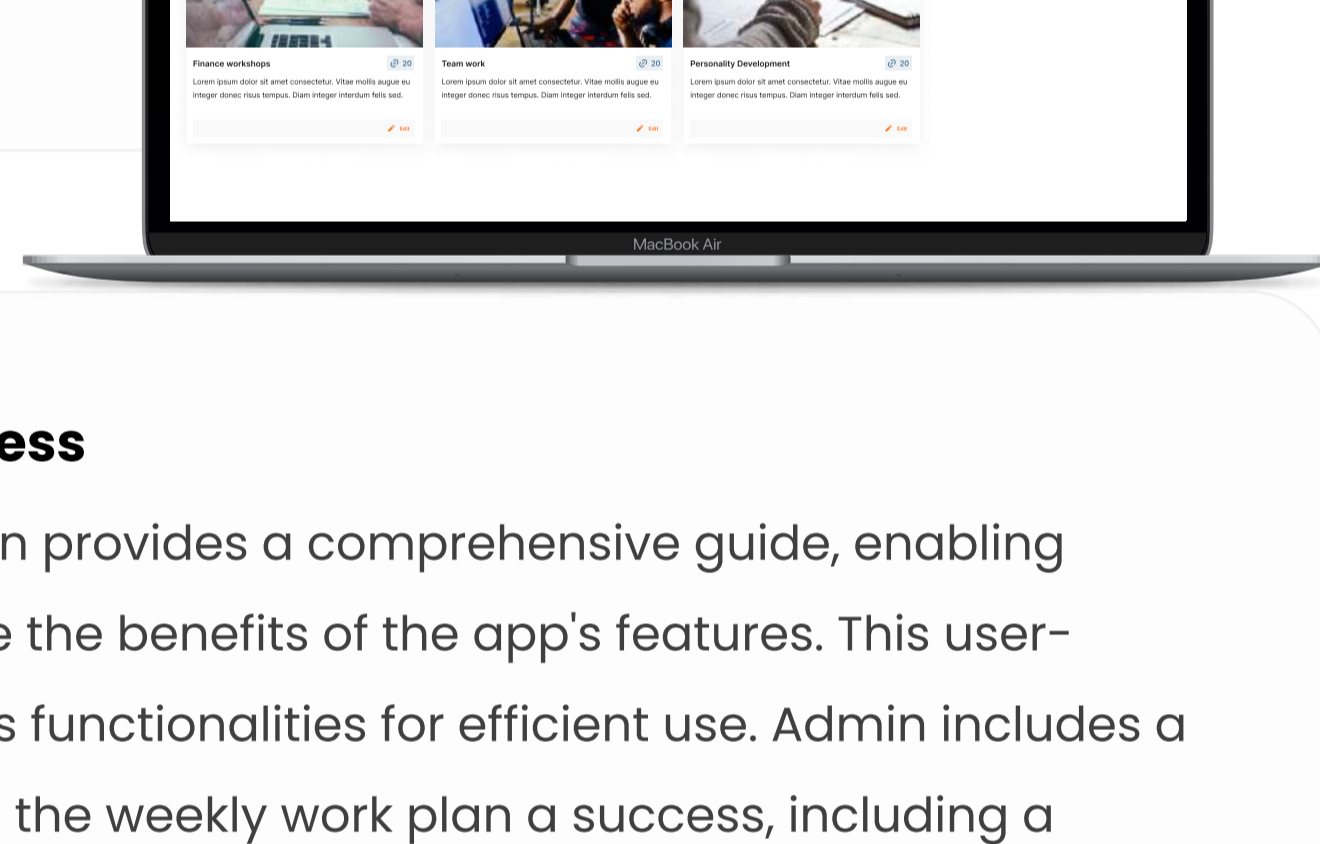 Finance workshops 20
Lorem ipsum dolor sit amet consectetur. Vitae mollis augue eu
integer donec risus tempus. Diam integer interdum felis sed.
Edit
Team work 20
Lorem ipsum dolor sit amet consectetur. Vitae mollis augue eu
integer donec risus tempus. Diam integer interdum felis sed.
Edit
Personality Development 20
Lorem ipsum dolor sit amet consectetur. Vitae mollis augue eu
integer donec risus tempus. Diam integer interdum felis sed.
Edit
MacBook Air
ess
n provides a comprehensive guide, enabling
e the benefits of the app's features. This user-
s functionalities for efficient use. Admin includes a
the weekly work plan a success, including a